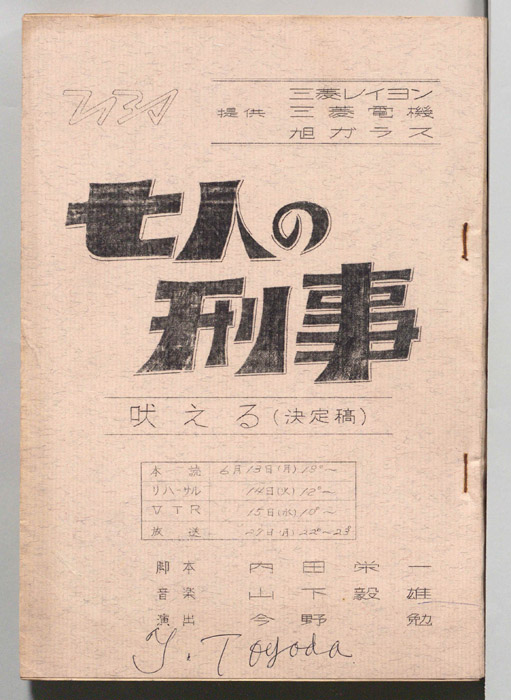 三菱レイヨン
提供 三菱電機
旭ガラス
七人の
刑事
吠える(決定稿)
本読 6月13日(月) 18°~
リハーサル 14日(火) 12°~
VTR 15日(水) 10°~
放送 27日(月) 22°~23°
脚本 内田栄一
音楽 山下毅雄
演出 今野勉
Y. Toyoda